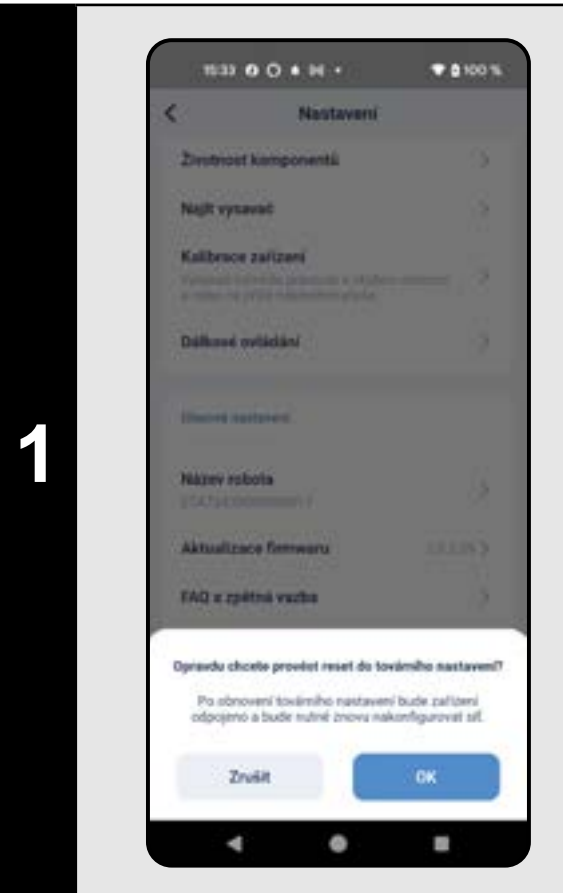 1
15:33
100 %
Nastavení
Životnost komponentů
Najít vysavač
Kalibrace zařízení
Dálkové ovládání
Obecné nastavení
Název robota
Aktualizace firmwaru
FAQ a zpětná vazba
Opravdu chcete provést reset do továrního nastavení?
Po obnovení továrního nastavení bude zařízení
odpojeno a bude nutné znovu nakonfigurovat síť.
Zrušit
OK